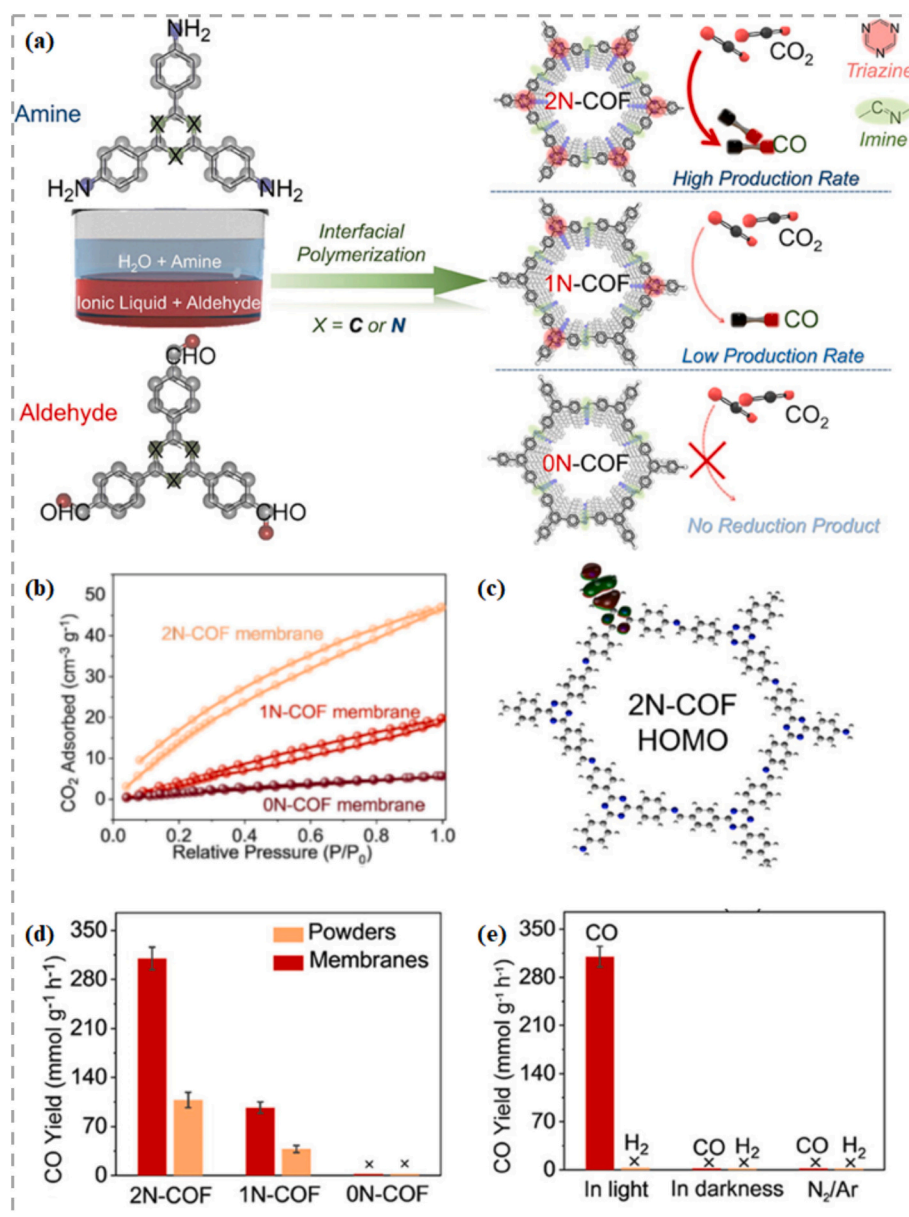 (a)
NH₂
Amine
X
X
X
H₂N
NH₂
H₂O + Amine
Ionic Liquid + Aldehyde
Interfacial
Polymerization
X = C or N
CHO
Aldehyde
X
X
X
OHC
CHO
2N-COF
CO₂
CO
High Production Rate
N
N
N
Triazine
C
N
Imine
1N-COF
CO₂
CO
Low Production Rate
0N-COF
CO₂
No Reduction Product
(b)
CO₂ Adsorbed (cm⁻³ g⁻¹)
50
40
30
20
10
0
2N-COF membrane
1N-COF membrane
0N-COF membrane
0.0 0.2 0.4 0.6 0.8 1.0
Relative Pressure (P/P₀)
(c)
2N-COF
HOMO
(d)
CO Yield (mmol g⁻¹ h⁻¹)
350
280
210
140
70
0
Powders
Membranes
× ×
2N-COF 1N-COF 0N-COF
(e)
CO Yield (mmol g⁻¹ h⁻¹)
350
280
210
140
70
0
CO
H₂
×
CO H₂
× ×
CO H₂
× ×
In light In darkness N₂/Ar